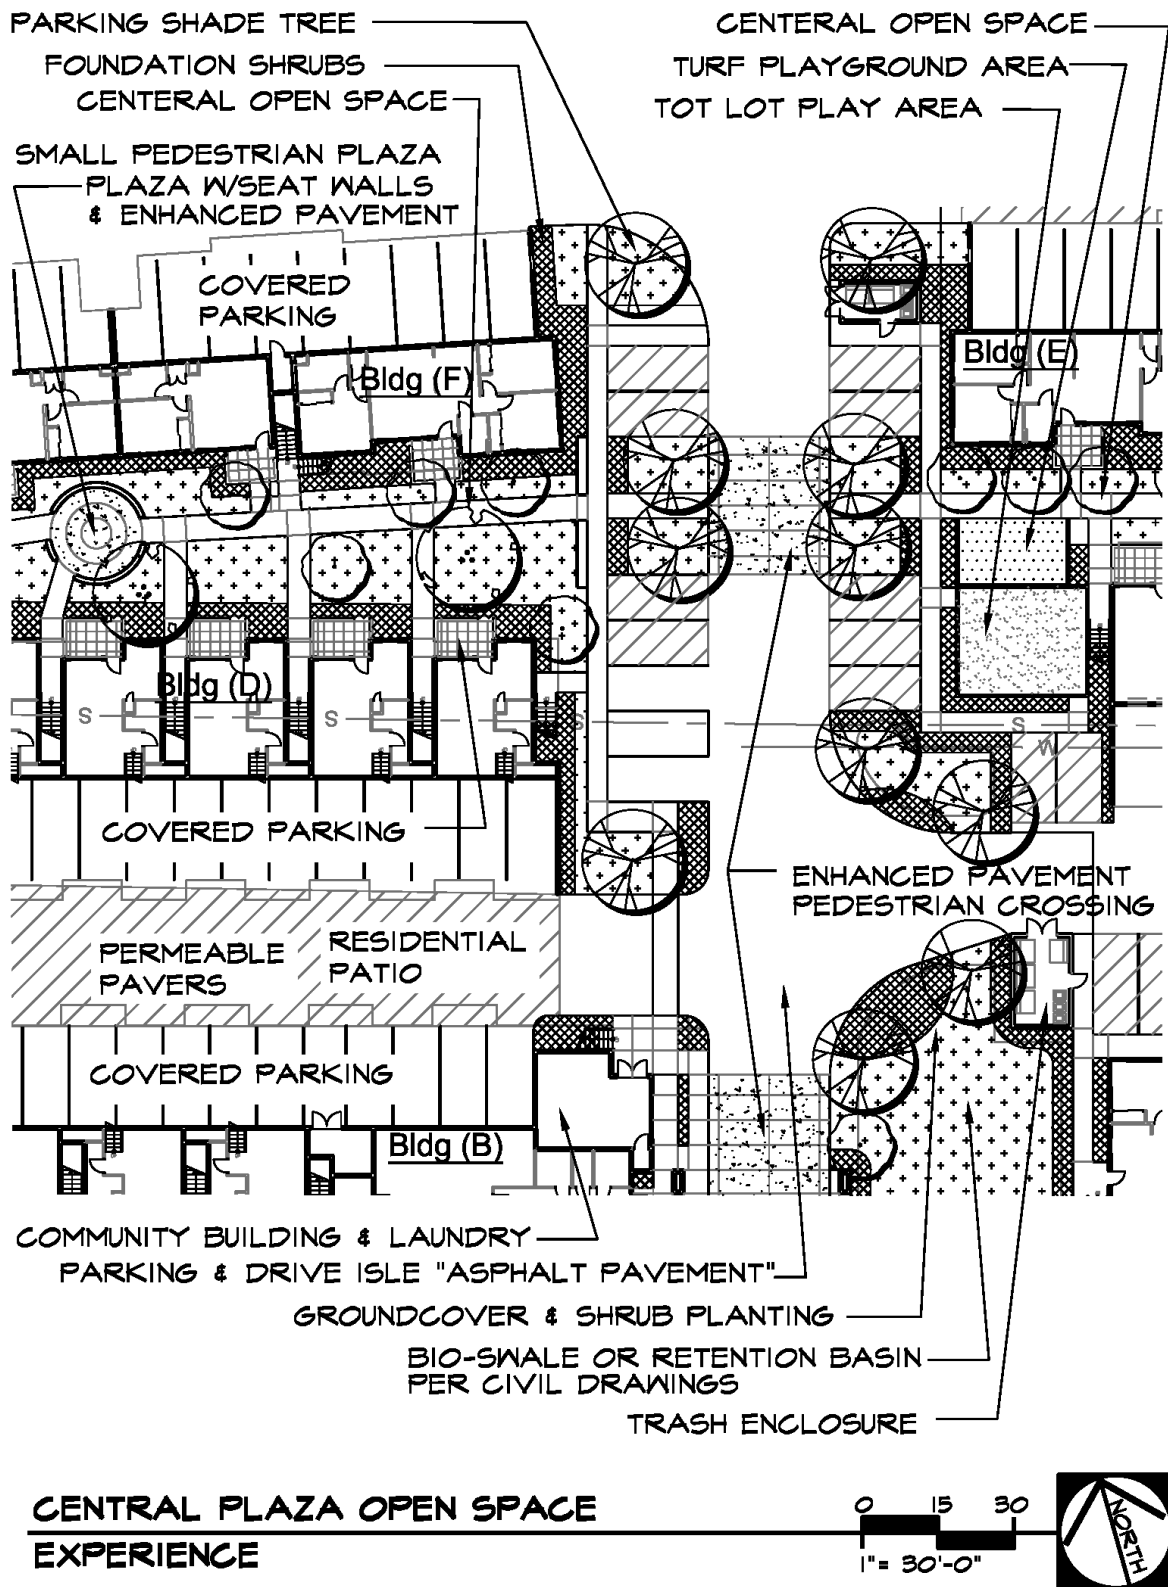 PARKING SHADE TREE
FOUNDATION SHRUBS
CENTERAL OPEN SPACE
SMALL PEDESTRIAN PLAZA
PLAZA W/SEAT WALLS
& ENHANCED PAVEMENT
CENTERAL OPEN SPACE
TURF PLAYGROUND AREA
TOT LOT PLAY AREA
COVERED
PARKING
Bldg (F)
Bldg (E)
Bldg (D)
S
S
S
S
W
COVERED PARKING
ENHANCED PAVEMENT
PEDESTRIAN CROSSING
PERMEABLE
PAVERS
RESIDENTIAL
PATIO
COVERED PARKING
Bldg (B)
COMMUNITY BUILDING & LAUNDRY
PARKING & DRIVE ISLE "ASPHALT PAVEMENT"
GROUNDCOVER & SHRUB PLANTING
BIO-SWALE OR RETENTION BASIN
PER CIVIL DRAWINGS
TRASH ENCLOSURE
CENTRAL PLAZA OPEN SPACE
EXPERIENCE
0 15 30
1"= 30'-0"
NORTH